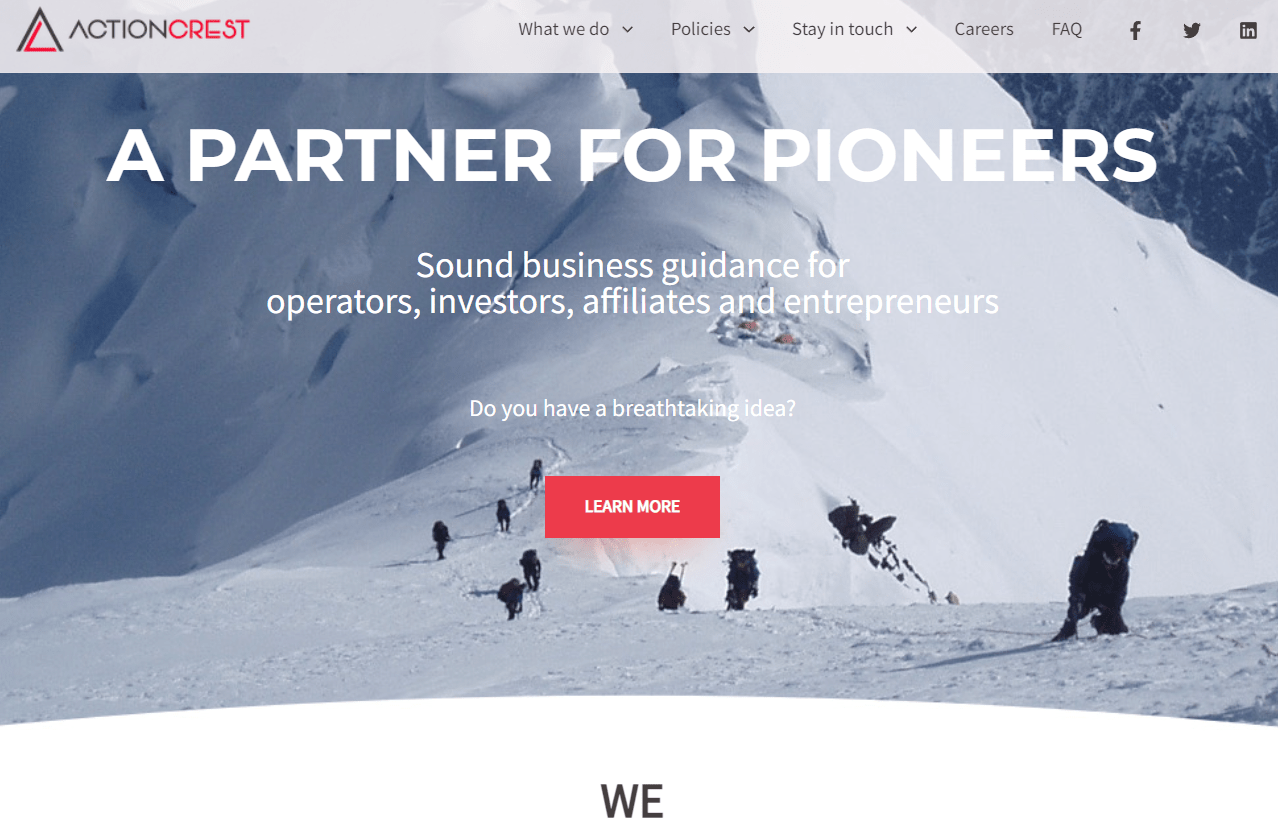 ACTIONCREST
What we do
Policies
Stay in touch
Careers
FAQ
A PARTNER FOR PIONEERS
Sound business guidance for
operators, investors, affiliates and entrepreneurs
Do you have a breathtaking idea?
LEARN MORE
WE